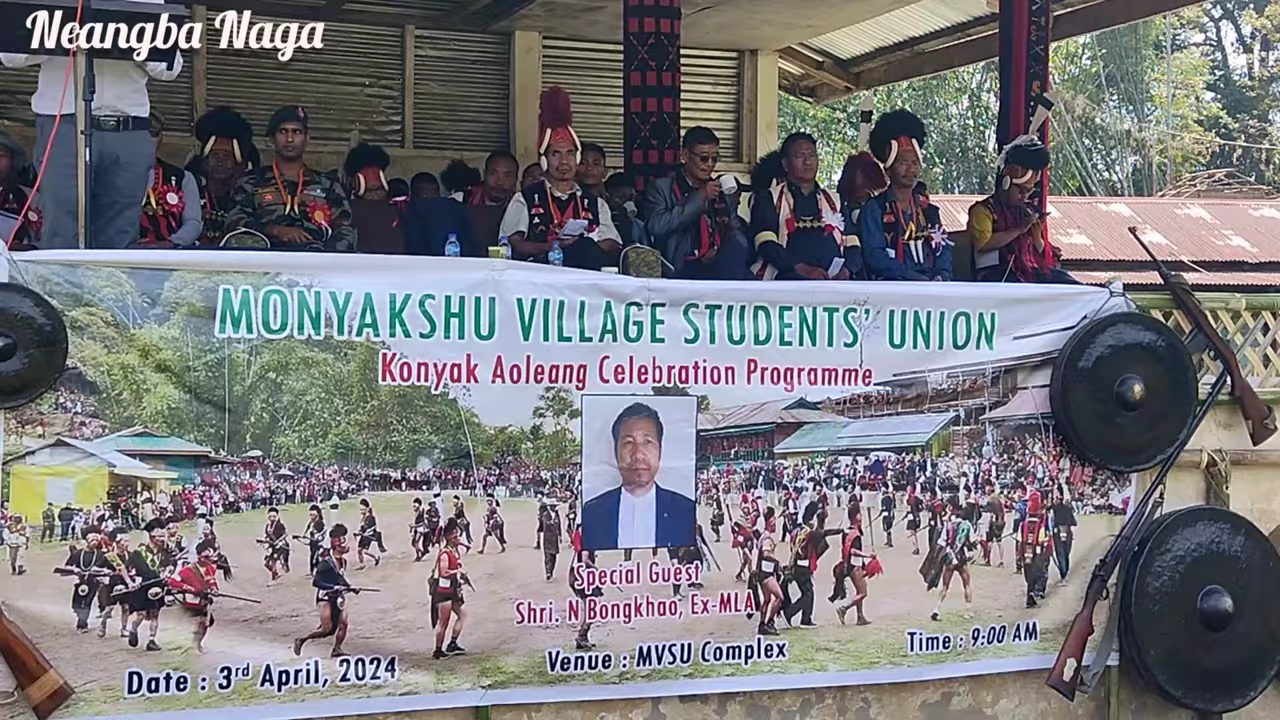 Neangba Naga
MONYAKSHU VILLAGE STUDENTS' UNION
Konyak Aoleang Celebration Programme
Special Guest
Shri. N Bongkhao, Ex-MLA
Date : 3rd April, 2024
Venue : MVSU Complex
Time : 9:00 AM